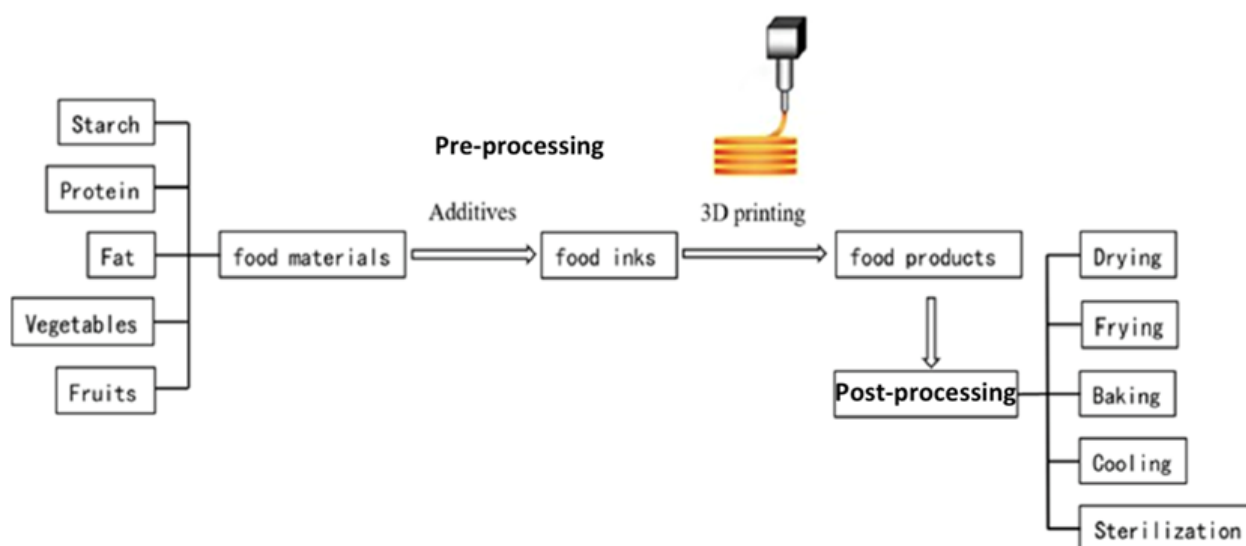 Starch
Protein
Fat
Vegetables
Fruits
food materials
Pre-processing
Additives
food inks
3D printing
food products
Post-processing
Drying
Frying
Baking
Cooling
Sterilization